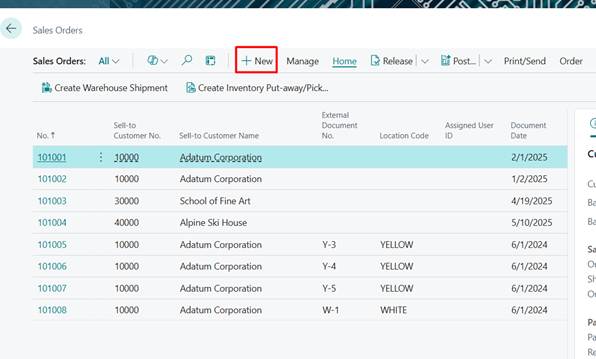 Sales Orders
Sales Orders: All New Manage Home Release Post... Print/Send Order
Create Warehouse Shipment Create Inventory Put-away/Pick...
External
Sell-to Document Assigned User Document
No. ↑ Customer No. Sell-to Customer Name No. Location Code ID Date
101001 10000 Adatum Corporation 2/1/2025
101002 10000 Adatum Corporation 1/2/2025
101003 30000 School of Fine Art 4/19/2025
101004 40000 Alpine Ski House 5/10/2025
101005 10000 Adatum Corporation Y-3 YELLOW 6/1/2024
101006 10000 Adatum Corporation Y-4 YELLOW 6/1/2024
101007 10000 Adatum Corporation Y-5 YELLOW 6/1/2024
101008 10000 Adatum Corporation W-1 WHITE 6/1/2024